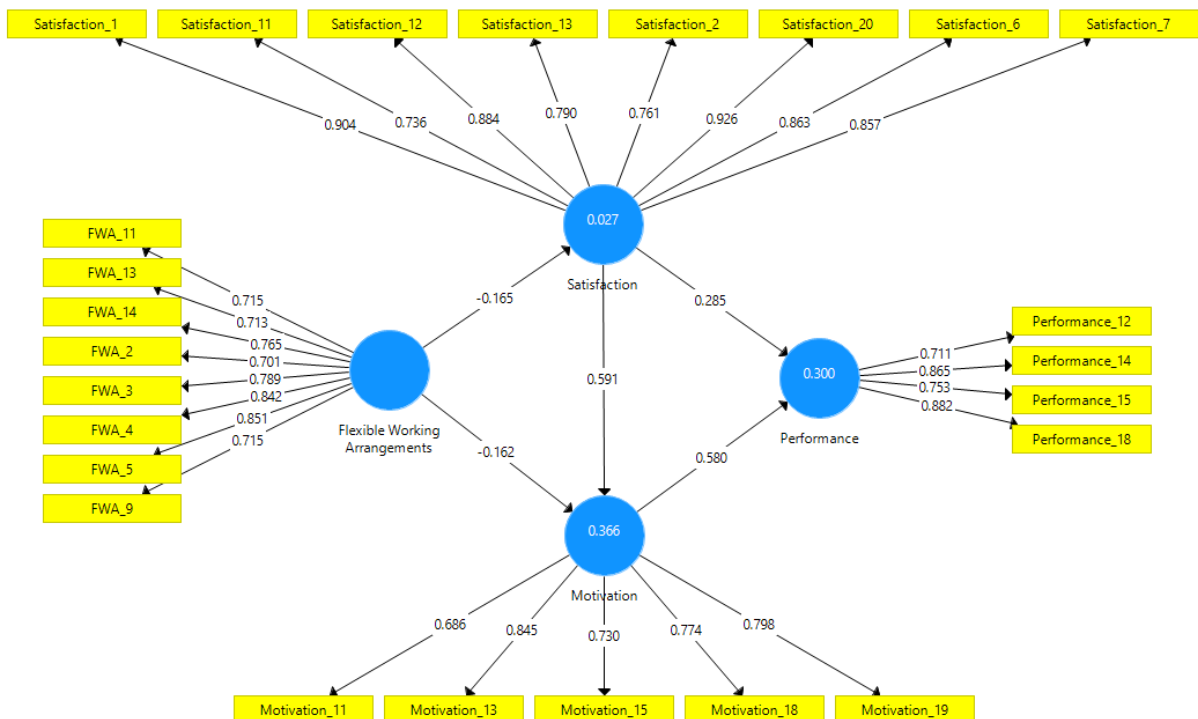 Satisfaction_1
Satisfaction_11
Satisfaction_12
Satisfaction_13
Satisfaction_2
Satisfaction_20
Satisfaction_6
Satisfaction_7
0.904
0.736
0.884
0.790
0.761
0.926
0.863
0.857
0.027
Satisfaction
FWA_11
FWA_13
FWA_14
FWA_2
FWA_3
FWA_4
FWA_5
FWA_9
0.715
0.713
0.765
0.701
0.789
0.842
0.851
0.715
Flexible Working
Arrangements
-0.165
-0.162
0.591
0.285
0.580
0.300
Performance
0.711
0.865
0.753
0.882
Performance_12
Performance_14
Performance_15
Performance_18
0.366
Motivation
0.686
0.845
0.730
0.774
0.798
Motivation_11
Motivation_13
Motivation_15
Motivation_18
Motivation_19